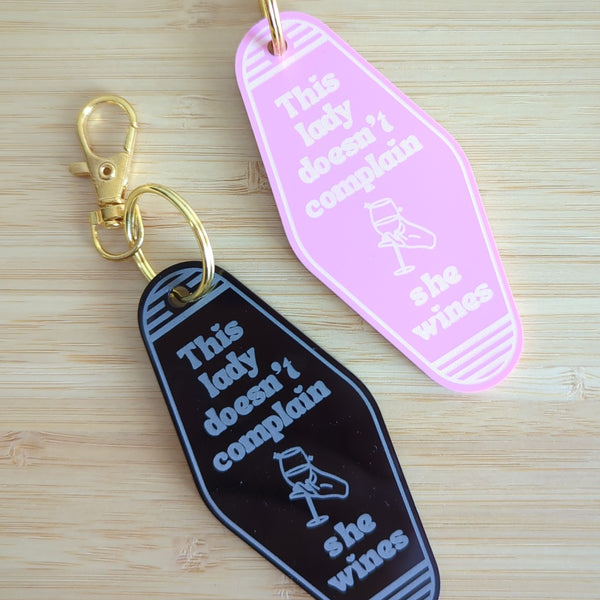 This
lady
doesn't
complain
she
wines
This
lady
doesn't
complain
she
wines